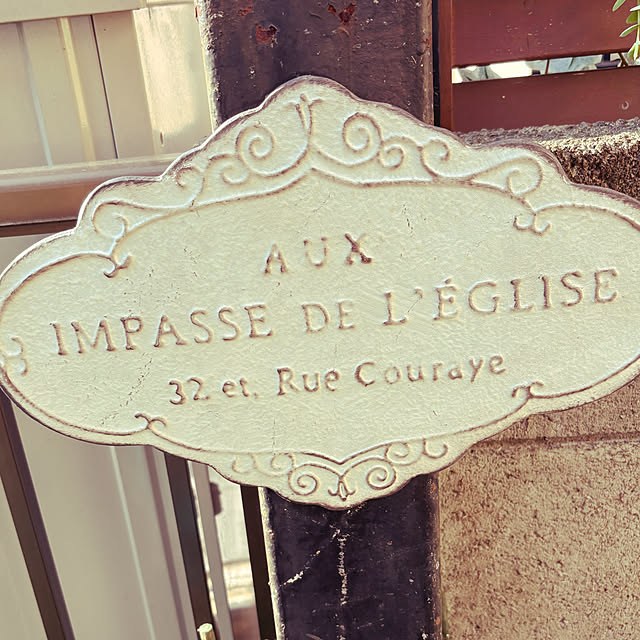 AUX
IMPASSE DE L'ÉGLISE
32 et. Rue Couraye